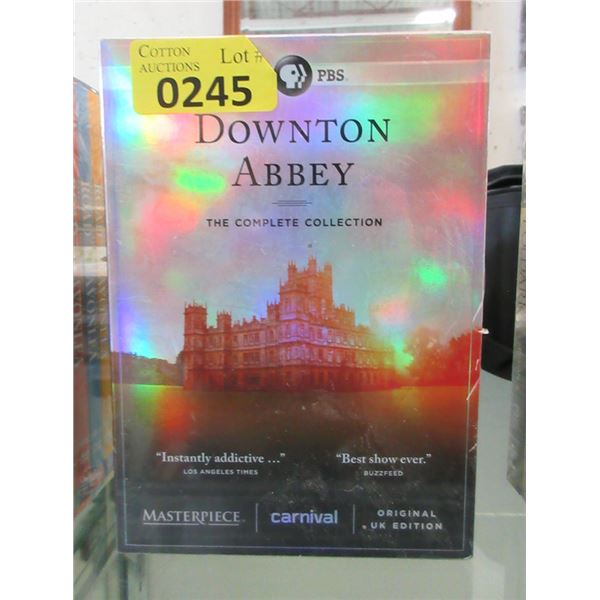 COTTON Lot #
AUCTIONS
0245
PBS.
DOWNTON
ABBEY
THE COMPLETE COLLECTION
“Instantly addictive …” “Best show ever.”
LOS ANGELES TIMES BUZZFEED
MASTERPIECE™ carnival ORIGINAL
UK EDITION